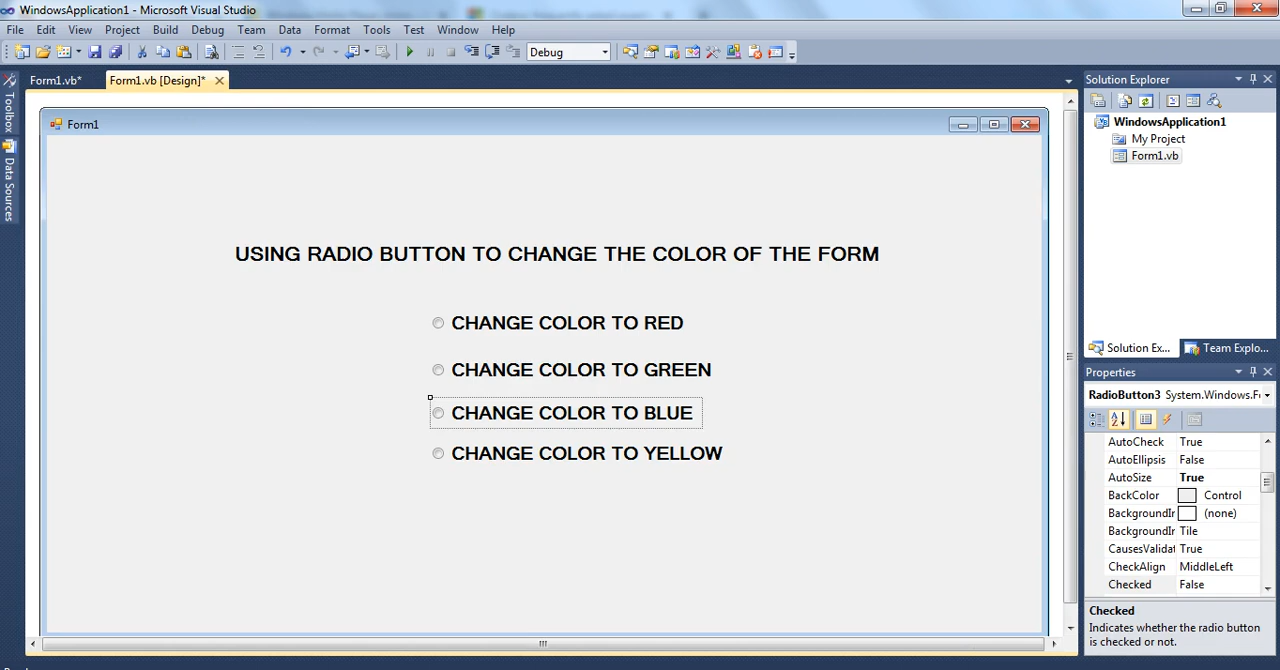 WindowsApplication1 - Microsoft Visual Studio
File Edit View Project Build Debug Team Data Format Tools Test Window Help
Debug
Form1.vb* Form1.vb [Design]*
Toolbox
Data Sources
Form1
USING RADIO BUTTON TO CHANGE THE COLOR OF THE FORM
CHANGE COLOR TO RED
CHANGE COLOR TO GREEN
CHANGE COLOR TO BLUE
CHANGE COLOR TO YELLOW
Solution Explorer
WindowsApplication1
My Project
Form1.vb
Solution Ex... Team Explo...
Properties
RadioButton3 System.Windows.Fo
AutoCheck True
AutoEllipsis False
AutoSize True
BackColor Control
BackgroundIr (none)
BackgroundIr Tile
CausesValidat True
CheckAlign MiddleLeft
Checked False
Checked
Indicates whether the radio button
is checked or not.